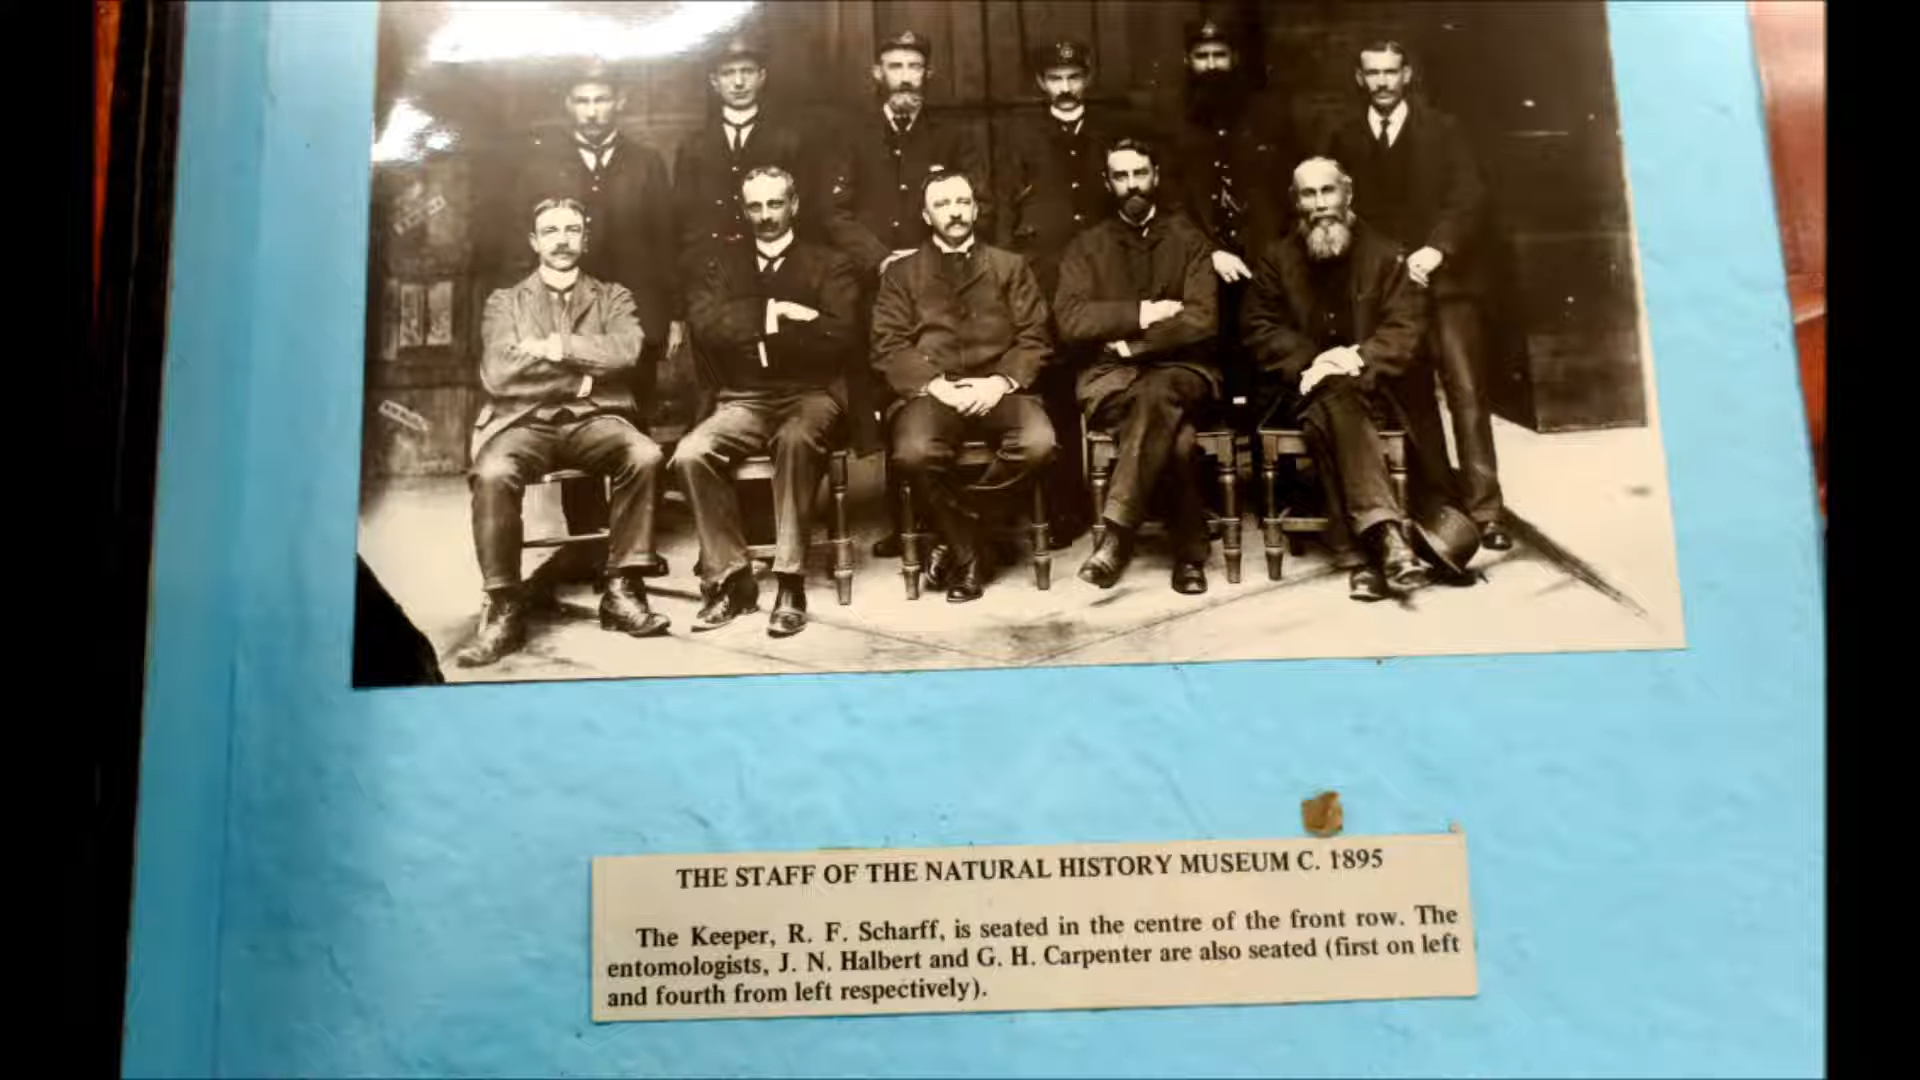 THE STAFF OF THE NATURAL HISTORY MUSEUM C. 1895
The Keeper, R. F. Scharff, is seated in the centre of the front row. The
entomologists, J. N. Halbert and G. H. Carpenter are also seated (first on left
and fourth from left respectively).